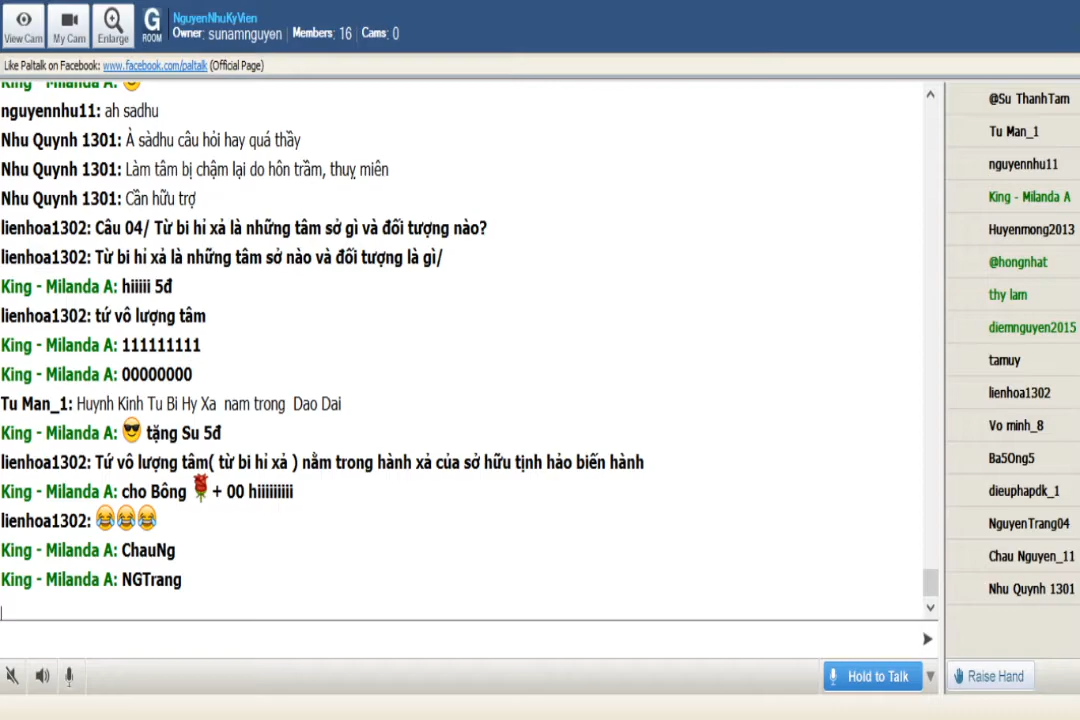 View Cam
My Cam
Enlarge
G
ROOM
NguyenNhuKyVien
Owner: sunamnguyen | Members: 16 | Cams: 0
Like Paltalk on Facebook: www.facebook.com/paltalk (Official Page)
King - Milanda A: 😊
nguyennhu11: ah sadhu
Nhu Quynh 1301: À sàdhu câu hỏi hay quá thầy
Nhu Quynh 1301: Làm tâm bị chậm lại do hôn trầm, thuỵ miên
Nhu Quynh 1301: Cần hữu trợ
lienhoa1302: Câu 04/ Từ bi hỉ xả là những tâm sở gì và đối tượng nào?
lienhoa1302: Từ bi hỉ xả là những tâm sở nào và đối tượng là gì/
King - Milanda A: hiiiii 5đ
lienhoa1302: tứ vô lượng tâm
King - Milanda A: 111111111
King - Milanda A: 00000000
Tu Man_1: Huynh Kinh Tu Bi Hy Xa nam trong Dao Dai
King - Milanda A: 😎 tặng Su 5đ
lienhoa1302: Tứ vô lượng tâm( từ bi hỉ xả ) nằm trong hành xả của sở hữu tịnh hảo biến hành
King - Milanda A: cho Bông 🌹 + 00 hiiiiiiiii
lienhoa1302: 😂😂😂
King - Milanda A: ChauNg
King - Milanda A: NGTrang
@Su ThanhTam
Tu Man_1
nguyennhu11
King - Milanda A
Huyenmong2013
@hongnhat
thy lam
diemnguyen2015
tamuy
lienhoa1302
Vo minh_8
Ba5Ong5
dieuphapdk_1
NguyenTrang04
Chau Nguyen_11
Nhu Quynh 1301
Hold to Talk
Raise Hand